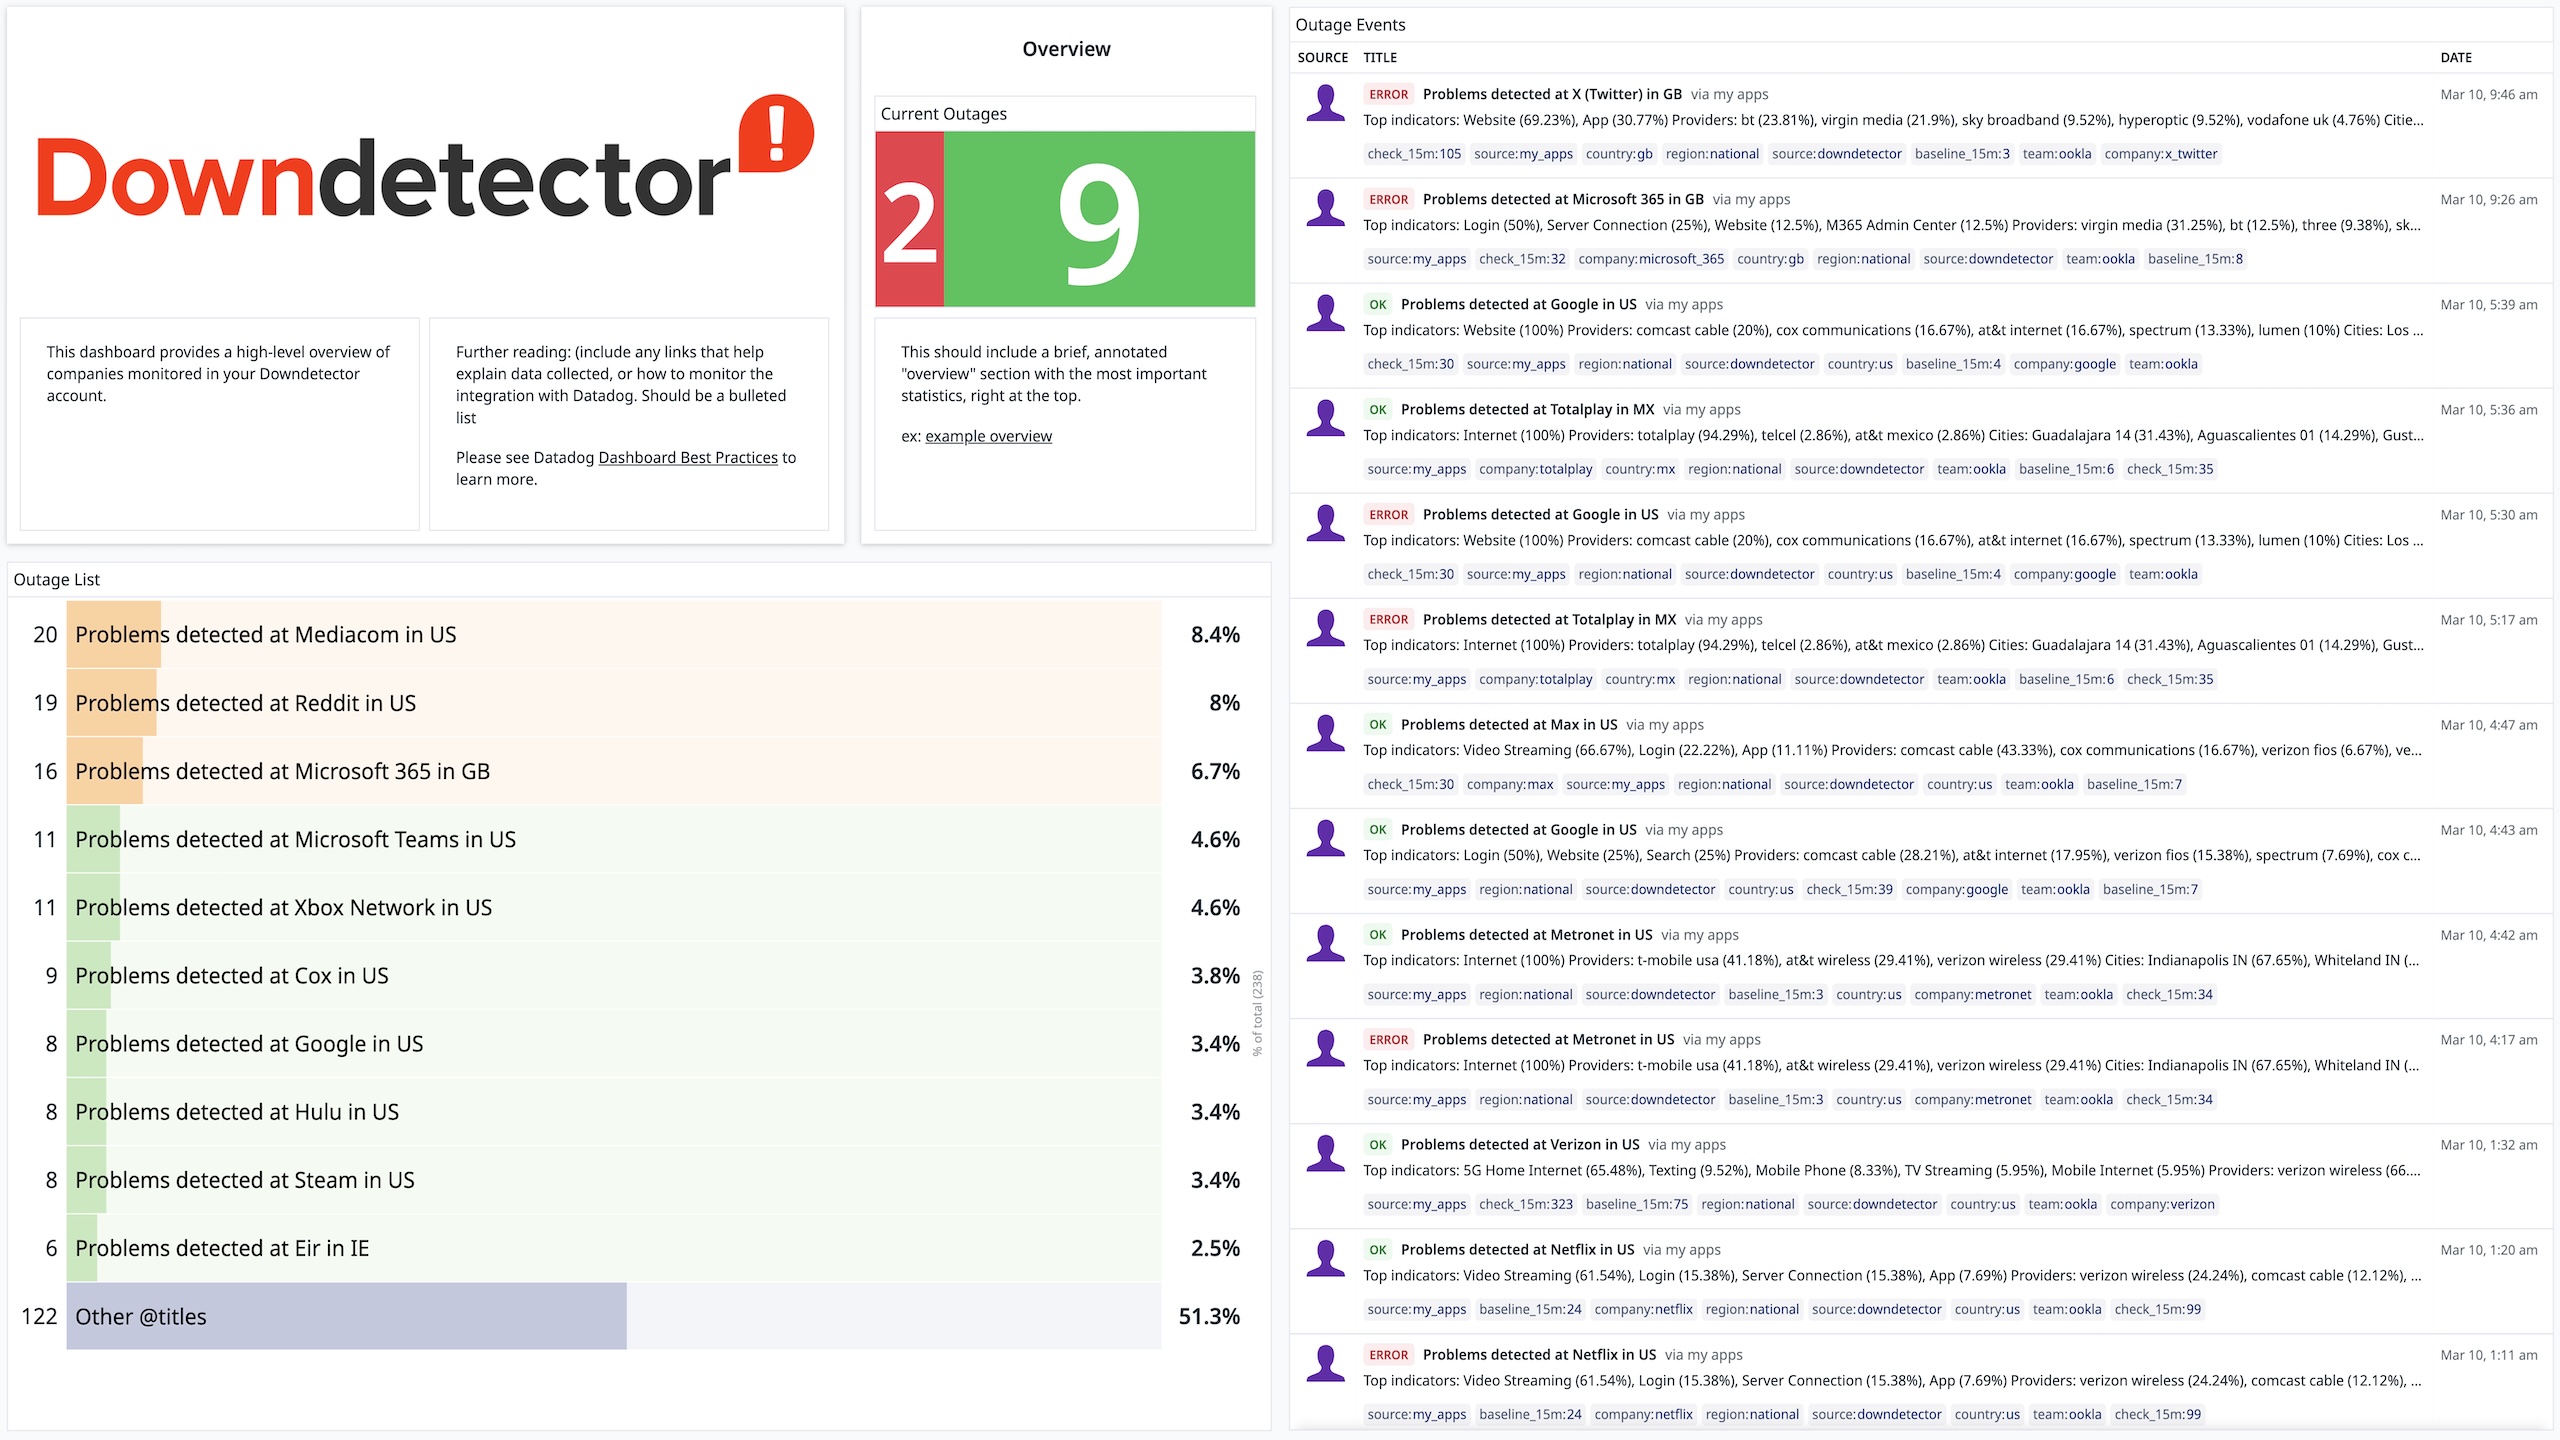 Downdetector!
This dashboard provides a high-level overview of
companies monitored in your Downdetector
account.
Further reading: (include any links that help
explain data collected, or how to monitor the
integration with Datadog. Should be a bulleted
list
Please see Datadog Dashboard Best Practices to
learn more.
Overview
Current Outages
2
9
This should include a brief, annotated
"overview" section with the most important
statistics, right at the top.
ex: example overview
Outage List
20 Problems detected at Mediacom in US 8.4%
19 Problems detected at Reddit in US 8%
16 Problems detected at Microsoft 365 in GB 6.7%
11 Problems detected at Microsoft Teams in US 4.6%
11 Problems detected at Xbox Network in US 4.6%
9 Problems detected at Cox in US 3.8%
8 Problems detected at Google in US 3.4%
8 Problems detected at Hulu in US 3.4%
8 Problems detected at Steam in US 3.4%
6 Problems detected at Eir in IE 2.5%
122 Other @titles 51.3%
% of total (238)
Outage Events
SOURCE TITLE DATE
ERROR Problems detected at X (Twitter) in GB via my apps Mar 10, 9:46 am
Top indicators: Website (69.23%), App (30.77%) Providers: bt (23.81%), virgin media (21.9%), sky broadband (9.52%), hyperoptic (9.52%), vodafone uk (4.76%) Citie...
check_15m:105 source:my_apps country:gb region:national source:downdetector baseline_15m:3 team:ookla company:x_twitter
ERROR Problems detected at Microsoft 365 in GB via my apps Mar 10, 9:26 am
Top indicators: Login (50%), Server Connection (25%), Website (12.5%), M365 Admin Center (12.5%) Providers: virgin media (31.25%), bt (12.5%), three (9.38%), sk...
source:my_apps check_15m:32 company:microsoft_365 country:gb region:national source:downdetector team:ookla baseline_15m:8
OK Problems detected at Google in US via my apps Mar 10, 5:39 am
Top indicators: Website (100%) Providers: comcast cable (20%), cox communications (16.67%), at&t internet (16.67%), spectrum (13.33%), lumen (10%) Cities: Los ...
check_15m:30 source:my_apps region:national source:downdetector country:us baseline_15m:4 company:google team:ookla
OK Problems detected at Totalplay in MX via my apps Mar 10, 5:36 am
Top indicators: Internet (100%) Providers: totalplay (94.29%), telcel (2.86%), at&t mexico (2.86%) Cities: Guadalajara 14 (31.43%), Aguascalientes 01 (14.29%), Gust...
source:my_apps company:totalplay country:mx region:national source:downdetector team:ookla baseline_15m:6 check_15m:35
ERROR Problems detected at Google in US via my apps Mar 10, 5:30 am
Top indicators: Website (100%) Providers: comcast cable (20%), cox communications (16.67%), at&t internet (16.67%), spectrum (13.33%), lumen (10%) Cities: Los ...
check_15m:30 source:my_apps region:national source:downdetector country:us baseline_15m:4 company:google team:ookla
ERROR Problems detected at Totalplay in MX via my apps Mar 10, 5:17 am
Top indicators: Internet (100%) Providers: totalplay (94.29%), telcel (2.86%), at&t mexico (2.86%) Cities: Guadalajara 14 (31.43%), Aguascalientes 01 (14.29%), Gust...
source:my_apps company:totalplay country:mx region:national source:downdetector team:ookla baseline_15m:6 check_15m:35
OK Problems detected at Max in US via my apps Mar 10, 4:47 am
Top indicators: Video Streaming (66.67%), Login (22.22%), App (11.11%) Providers: comcast cable (43.33%), cox communications (16.67%), verizon fios (6.67%), ve...
check_15m:30 company:max source:my_apps region:national source:downdetector country:us team:ookla baseline_15m:7
OK Problems detected at Google in US via my apps Mar 10, 4:43 am
Top indicators: Login (50%), Website (25%), Search (25%) Providers: comcast cable (28.21%), at&t internet (17.95%), verizon fios (15.38%), spectrum (7.69%), cox c...
source:my_apps region:national source:downdetector country:us check_15m:39 company:google team:ookla baseline_15m:7
OK Problems detected at Metronet in US via my apps Mar 10, 4:42 am
Top indicators: Internet (100%) Providers: t-mobile usa (41.18%), at&t wireless (29.41%), verizon wireless (29.41%) Cities: Indianapolis IN (67.65%), Whiteland IN (...
source:my_apps region:national source:downdetector baseline_15m:3 country:us company:metronet team:ookla check_15m:34
ERROR Problems detected at Metronet in US via my apps Mar 10, 4:17 am
Top indicators: Internet (100%) Providers: t-mobile usa (41.18%), at&t wireless (29.41%), verizon wireless (29.41%) Cities: Indianapolis IN (67.65%), Whiteland IN (...
source:my_apps region:national source:downdetector baseline_15m:3 country:us company:metronet team:ookla check_15m:34
OK Problems detected at Verizon in US via my apps Mar 10, 1:32 am
Top indicators: 5G Home Internet (65.48%), Texting (9.52%), Mobile Phone (8.33%), TV Streaming (5.95%), Mobile Internet (5.95%) Providers: verizon wireless (66....
source:my_apps check_15m:323 baseline_15m:75 region:national source:downdetector country:us team:ookla company:verizon
OK Problems detected at Netflix in US via my apps Mar 10, 1:20 am
Top indicators: Video Streaming (61.54%), Login (15.38%), Server Connection (15.38%), App (7.69%) Providers: verizon wireless (24.24%), comcast cable (12.12%), ...
source:my_apps baseline_15m:24 company:netflix region:national source:downdetector country:us team:ookla check_15m:99
ERROR Problems detected at Netflix in US via my apps Mar 10, 1:11 am
Top indicators: Video Streaming (61.54%), Login (15.38%), Server Connection (15.38%), App (7.69%) Providers: verizon wireless (24.24%), comcast cable (12.12%), ...
source:my_apps baseline_15m:24 company:netflix region:national source:downdetector country:us team:ookla check_15m:99